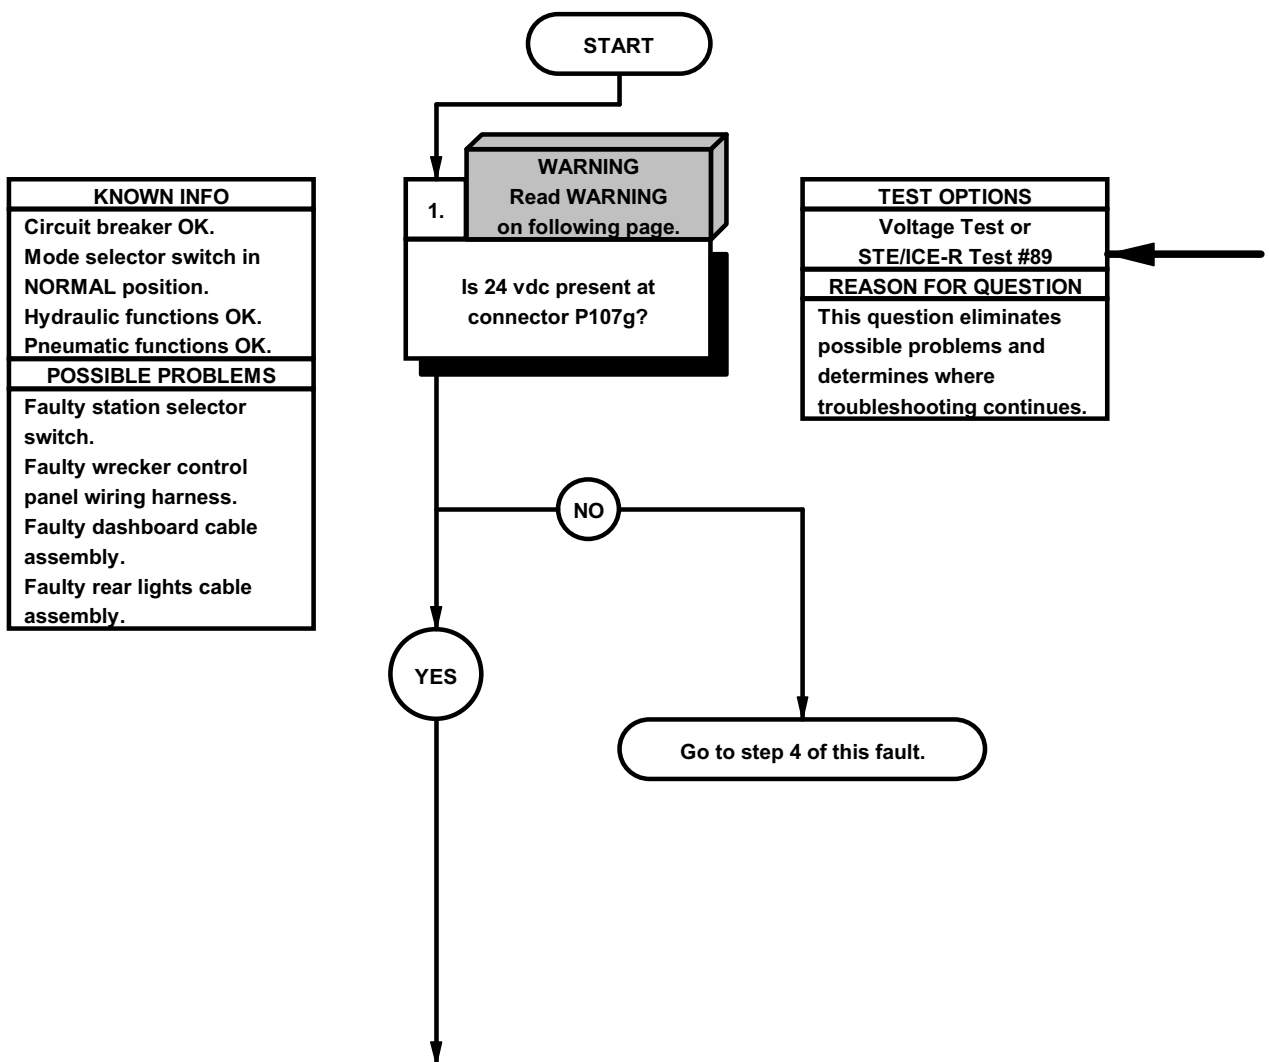 START
KNOWN INFO
Circuit breaker OK.
Mode selector switch in
NORMAL position.
Hydraulic functions OK.
Pneumatic functions OK.
POSSIBLE PROBLEMS
Faulty station selector
switch.
Faulty wrecker control
panel wiring harness.
Faulty dashboard cable
assembly.
Faulty rear lights cable
assembly.
1.
WARNING
Read WARNING
on following page.
Is 24 vdc present at
connector P107g?
TEST OPTIONS
Voltage Test or
STE/ICE-R Test #89
REASON FOR QUESTION
This question eliminates
possible problems and
determines where
troubleshooting continues.
NO
YES
Go to step 4 of this fault.